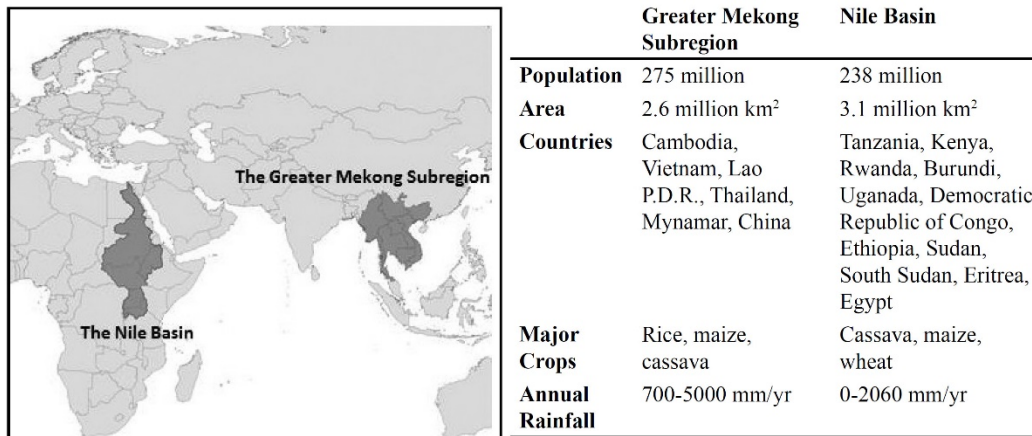 The Greater Mekong Subregion
The Nile Basin
Greater Mekong Nile Basin
Subregion
Population 275 million 238 million
Area 2.6 million km² 3.1 million km²
Countries Cambodia, Tanzania, Kenya,
Vietnam, Lao Rwanda, Burundi,
P.D.R., Thailand, Uganada, Democratic
Mynamar, China Republic of Congo,
Ethiopia, Sudan,
South Sudan, Eritrea,
Egypt
Major Rice, maize, Cassava, maize,
Crops cassava wheat
Annual 700-5000 mm/yr 0-2060 mm/yr
Rainfall